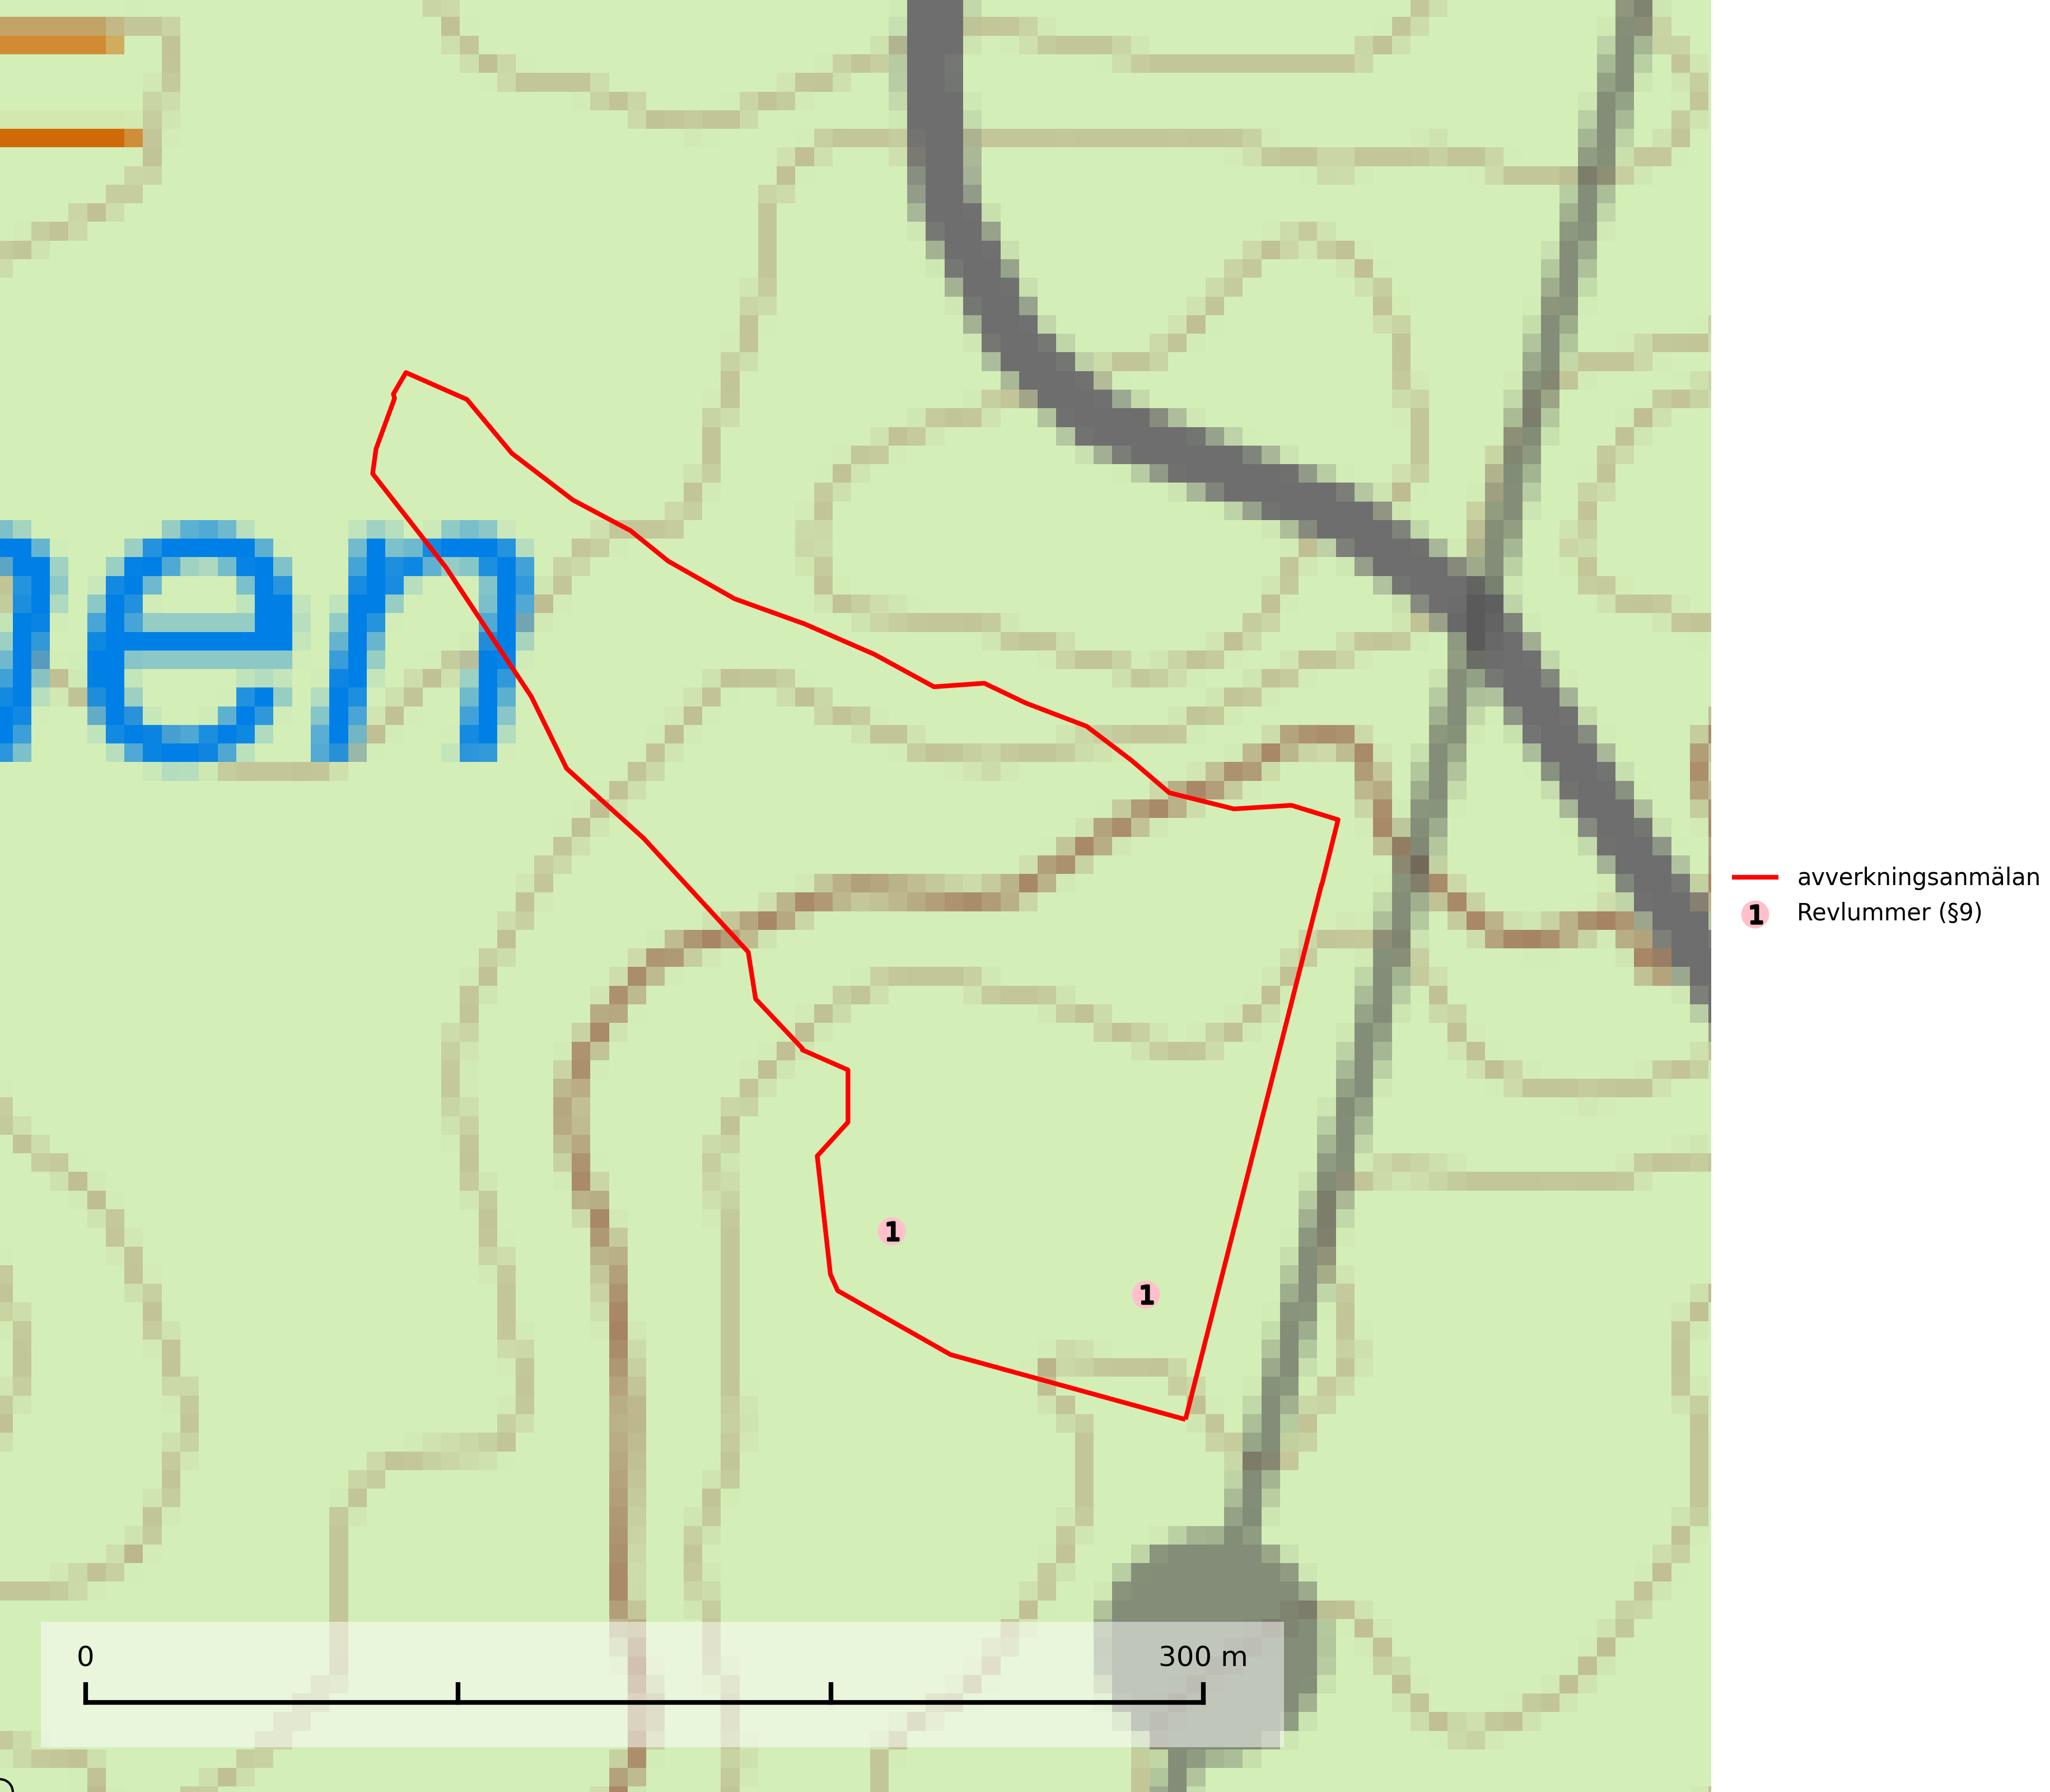 nen
avverkningsanmälan
1 Revlummer (§9)
1
1
0 300 m